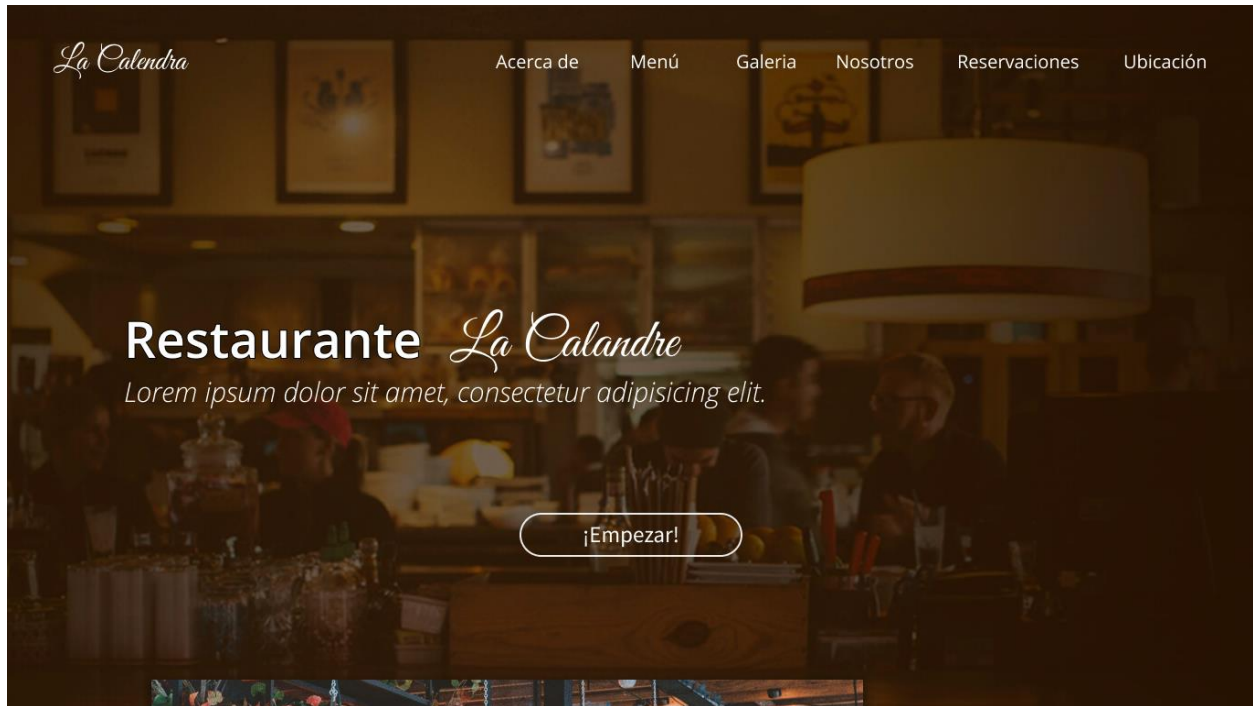 La Calendra
Acerca de Menú Galeria Nosotros Reservaciones Ubicación
Restaurante La Calandre
Lorem ipsum dolor sit amet, consectetur adipisicing elit.
¡Empezar!